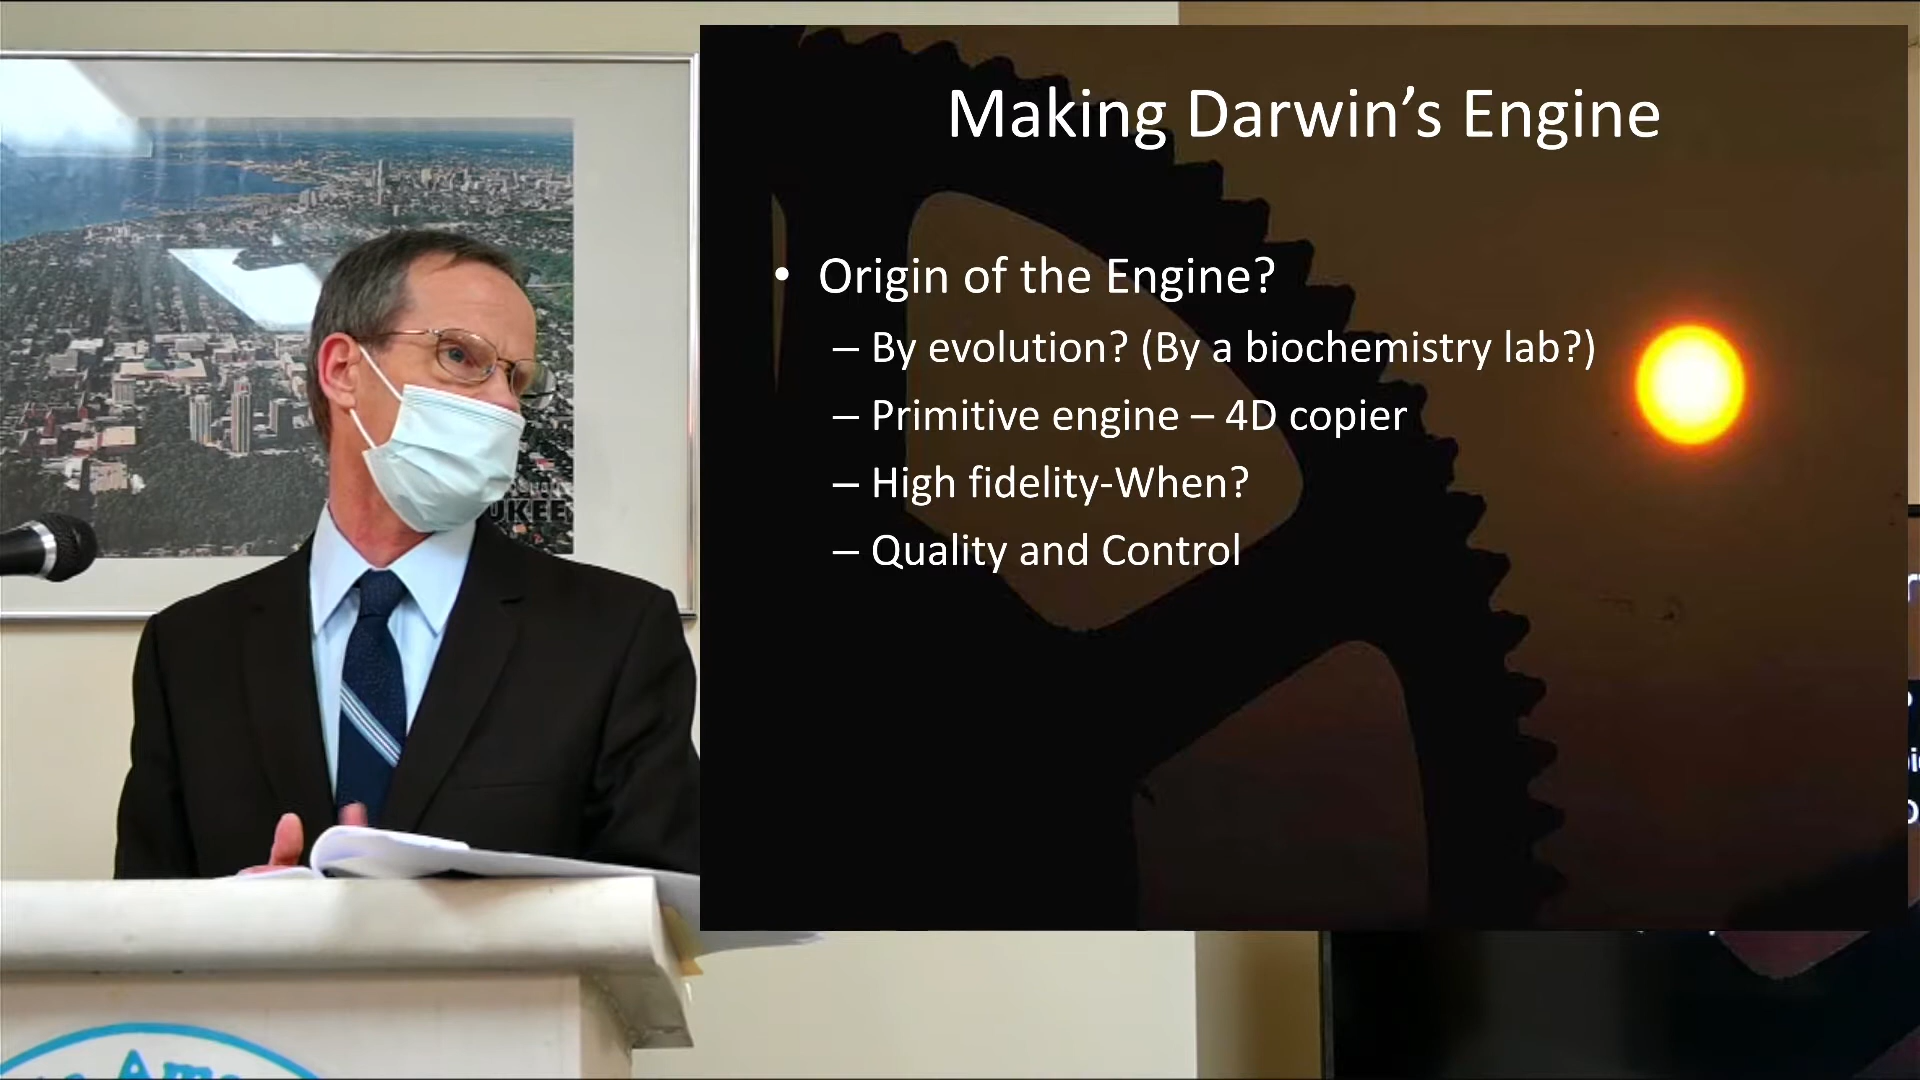 Making Darwin’s Engine
• Origin of the Engine?
– By evolution? (By a biochemistry lab?)
– Primitive engine – 4D copier
– High fidelity-When?
– Quality and Control
UKEE